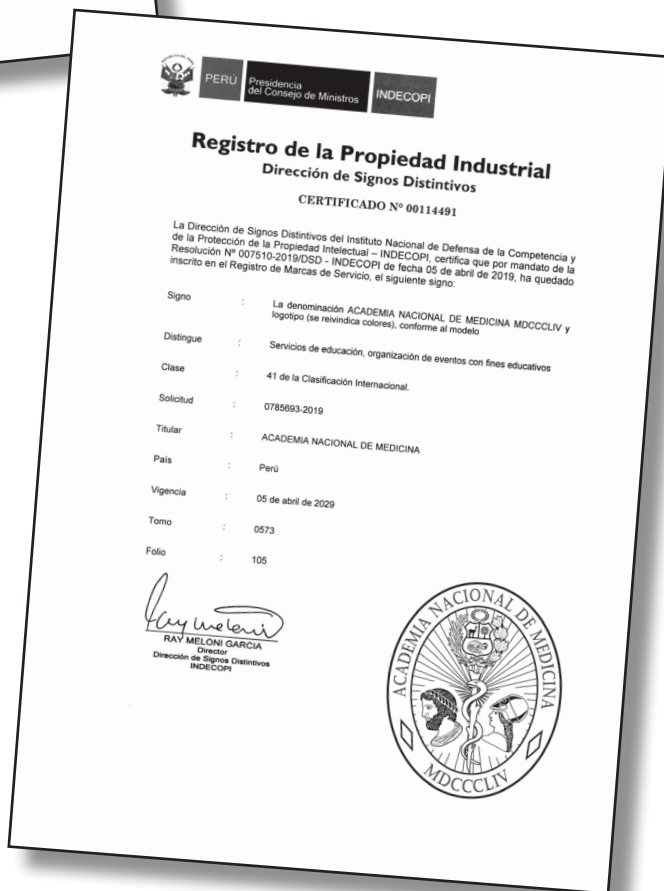 PERÚ
Presidencia
del Consejo de Ministros
INDECOPI
Registro de la Propiedad Industrial
Dirección de Signos Distintivos
CERTIFICADO Nº 00114491
La Dirección de Signos Distintivos del Instituto Nacional de Defensa de la Competencia y
de la Protección de la Propiedad Intelectual – INDECOPI, certifica que por mandato de la
Resolución Nº 007510-2019/DSD - INDECOPI de fecha 05 de abril de 2019, ha quedado
inscrito en el Registro de Marcas de Servicio, el siguiente signo:
Signo : La denominación ACADEMIA NACIONAL DE MEDICINA MDCCCLIV y
logotipo (se reivindica colores), conforme al modelo
Distingue : Servicios de educación, organización de eventos con fines educativos
Clase : 41 de la Clasificación Internacional.
Solicitud : 0785693-2019
Titular : ACADEMIA NACIONAL DE MEDICINA
País : Perú
Vigencia : 05 de abril de 2029
Tomo : 0573
Folio : 105
Ray Meloni
RAY MELONI GARCIA
Director
Dirección de Signos Distintivos
INDECOPI
ACADEMIA NACIONAL DE MEDICINA
MDCCCLIV